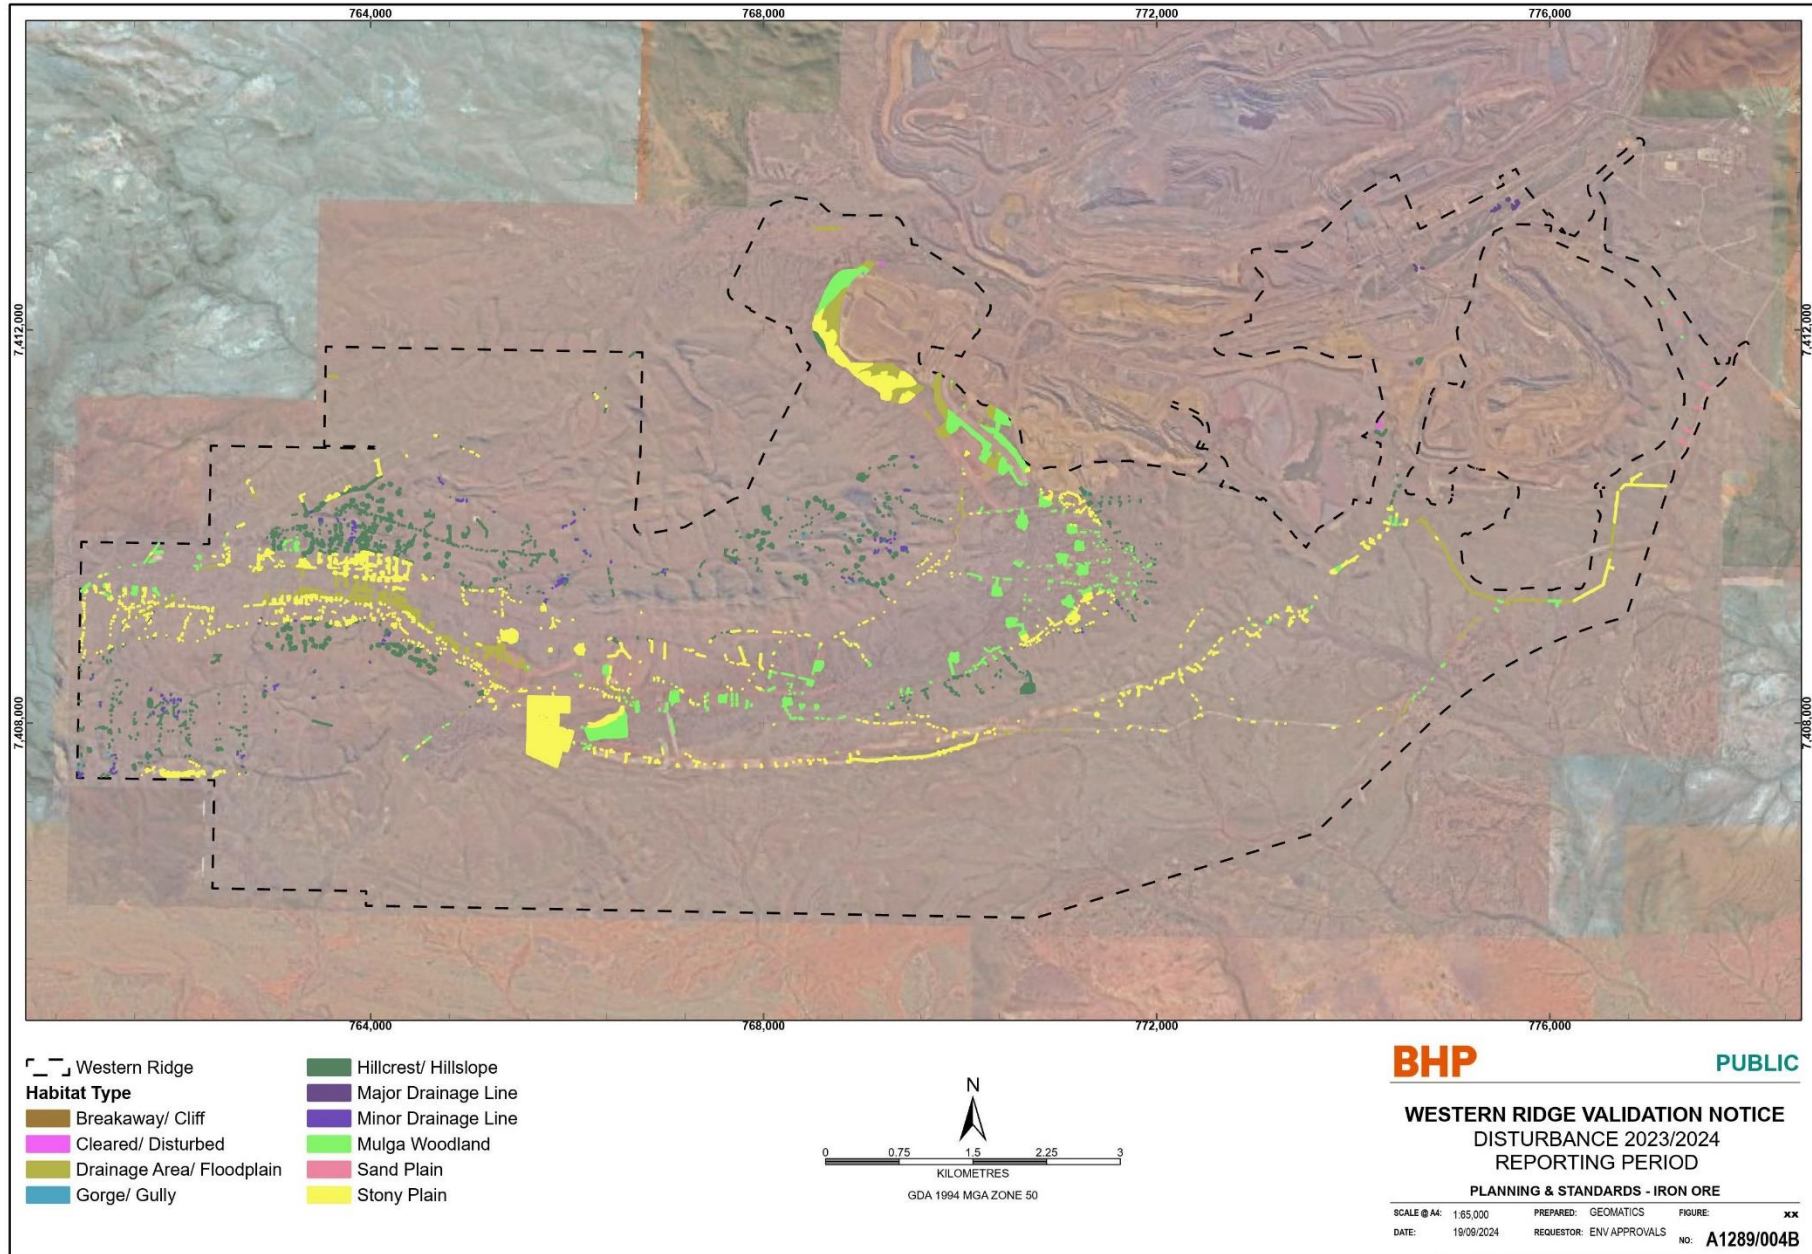 764,000 768,000 772,000 776,000
7,412,000 7,412,000
7,408,000 7,408,000
764,000 768,000 772,000 776,000
Western Ridge
Habitat Type
Breakaway/ Cliff
Cleared/ Disturbed
Drainage Area/ Floodplain
Gorge/ Gully
Hillcrest/ Hillslope
Major Drainage Line
Minor Drainage Line
Mulga Woodland
Sand Plain
Stony Plain
N
0 0.75 1.5 2.25 3
KILOMETRES
GDA 1994 MGA ZONE 50
BHP PUBLIC
WESTERN RIDGE VALIDATION NOTICE
DISTURBANCE 2023/2024
REPORTING PERIOD
PLANNING & STANDARDS - IRON ORE
SCALE @ A4: 1:65,000 PREPARED: GEOMATICS FIGURE: xx
DATE: 19/09/2024 REQUESTOR: ENV APPROVALS NO: A1289/004B